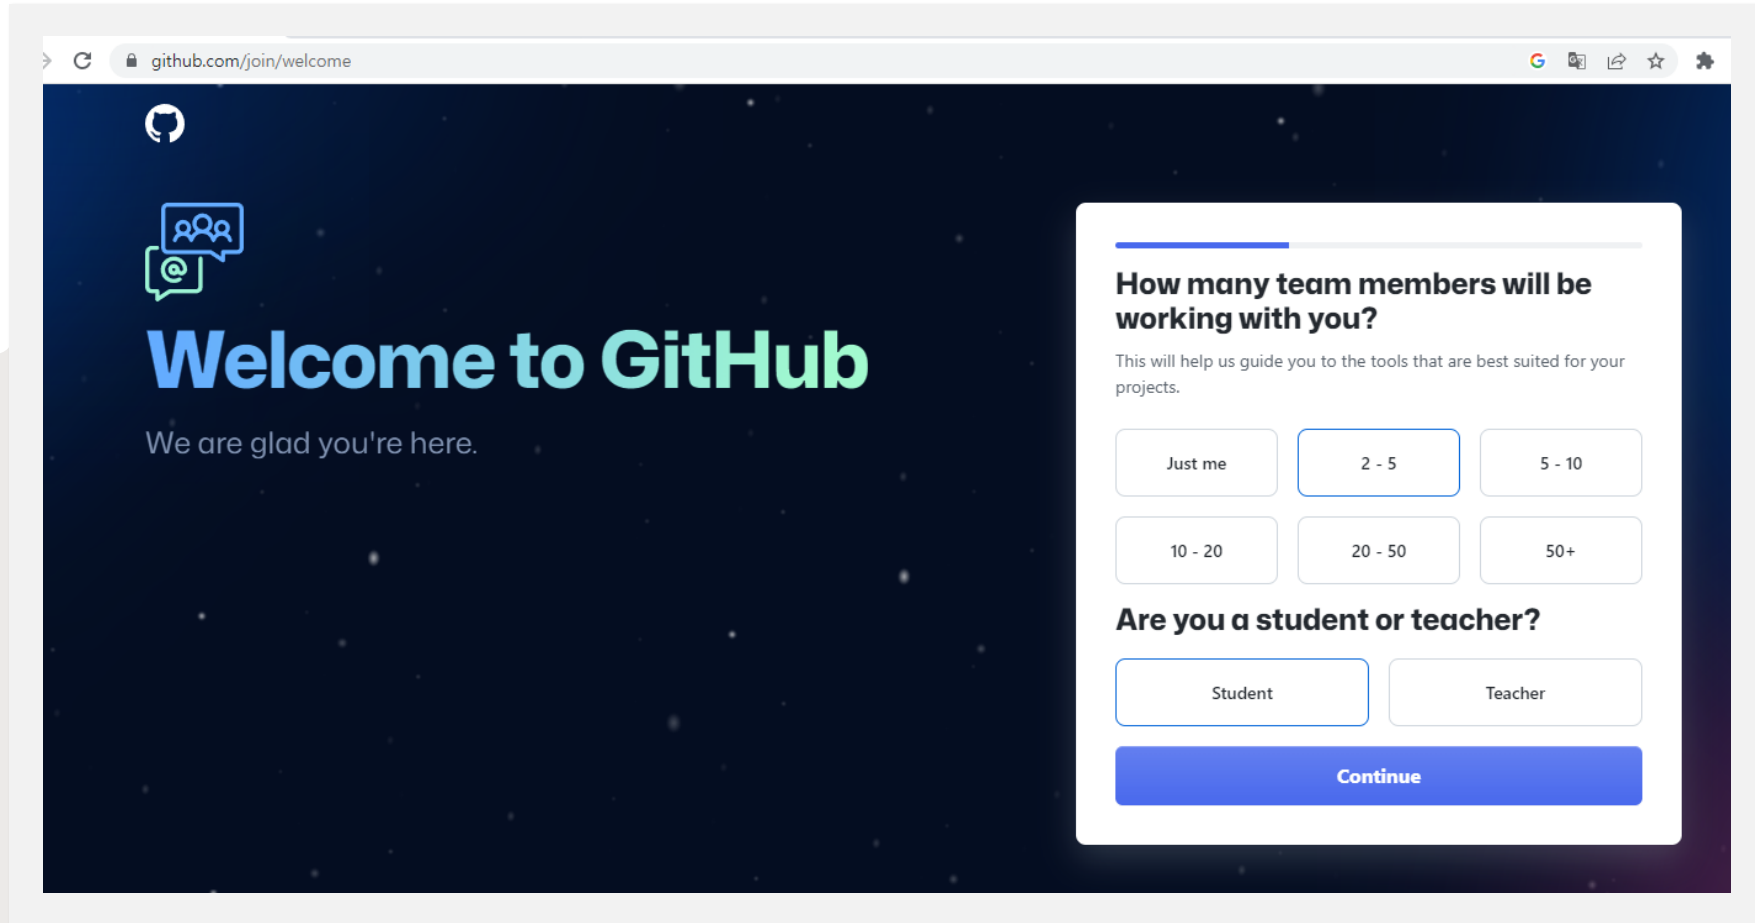 github.com/join/welcome
@
Welcome to GitHub
We are glad you're here.
How many team members will be
working with you?
This will help us guide you to the tools that are best suited for your
projects.
Just me
2 - 5
5 - 10
10 - 20
20 - 50
50+
Are you a student or teacher?
Student
Teacher
Continue